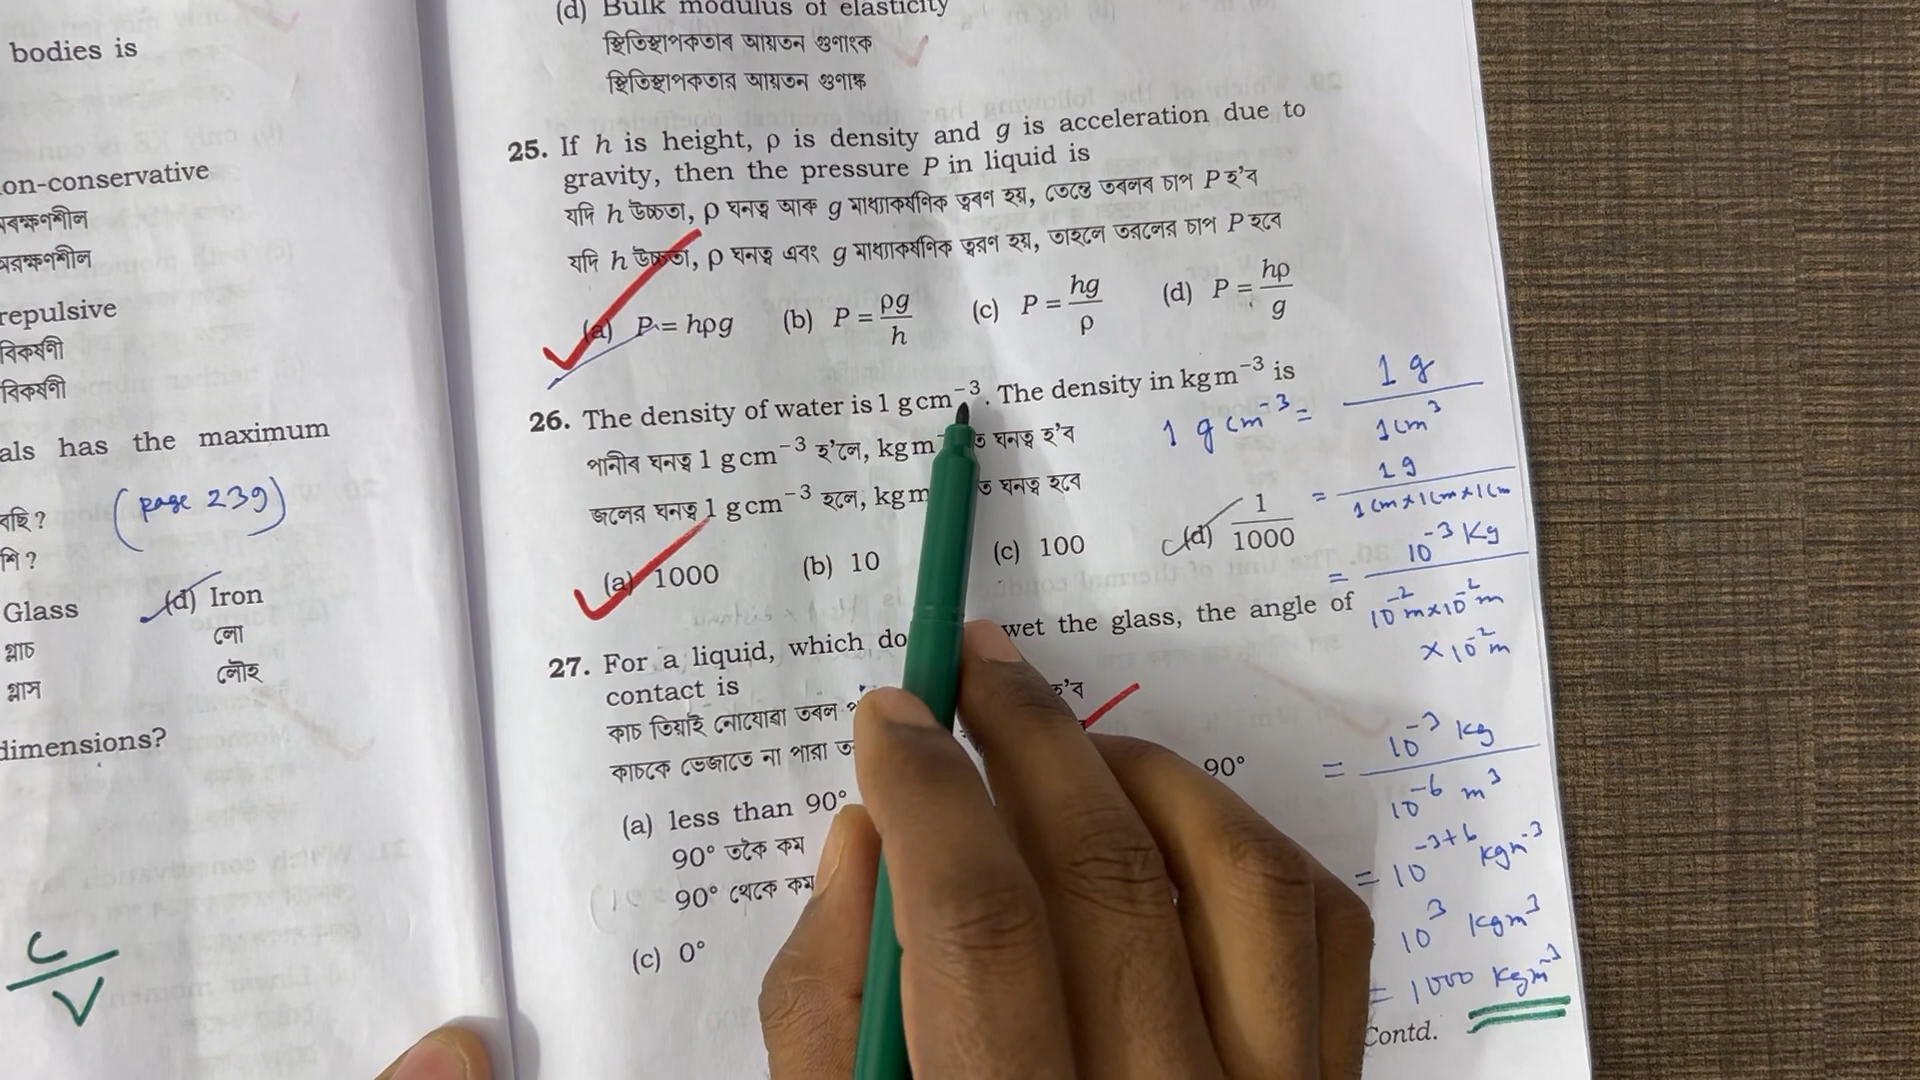 bodies is
on-conservative
repulsive
বিকৰ্ষণী
বিকর্ষণী
als has the maximum
(page 239)
Glass (d) Iron
গ্লাচ লো
গ্লাস লৌহ
dimensions?
C
V
(d) Bulk modulus of elasticity
স্থিতিস্থাপকতাৰ আয়তন গুণাংক
স্থিতিস্থাপকতার আয়তন গুণাঙ্ক
25. If h is height, ρ is density and g is acceleration due to
gravity, then the pressure P in liquid is
যদি h উচ্চতা, ρ ঘনত্ব আৰু g মাধ্যাকৰ্ষণিক ত্বৰণ হয়, তেন্তে তৰলৰ চাপ P হ'ব
যদি h উচ্চতা, ρ ঘনত্ব এবং g মাধ্যাকর্ষণিক ত্বরণ হয়, তাহলে তরলের চাপ P হবে
(a) P = hρg (b) P = ρg/h (c) P = hg/ρ (d) P = hρ/g
26. The density of water is 1 g cm⁻³. The density in kg m⁻³ is
পানীৰ ঘনত্ব 1 g cm⁻³ হ'লে, kg m ত ঘনত্ব হ'ব
জলের ঘনত্ব 1 g cm⁻³ হলে, kg m ত ঘনত্ব হবে
(a) 1000 (b) 10 (c) 100 (d) 1/1000
27. For a liquid, which do wet the glass, the angle of
contact is
কাচ তিয়াই নোযোৱা তৰল ক'ব
কাচকে ভেজাতে না পারা
(a) less than 90° 90°
90° তকৈ কম
90° থেকে কম
(c) 0°
1 g cm⁻³ = 1 g / 1 cm³
= 1 g / 1 cm × 1 cm × 1 cm
= 10⁻³ Kg / 10⁻² m × 10⁻² m
× 10⁻² m
= 10⁻³ kg / 10⁻⁶ m³
= 10⁻³⁺⁶ kg m⁻³
10³ kg m³
= 1000 kg m⁻³
Contd.